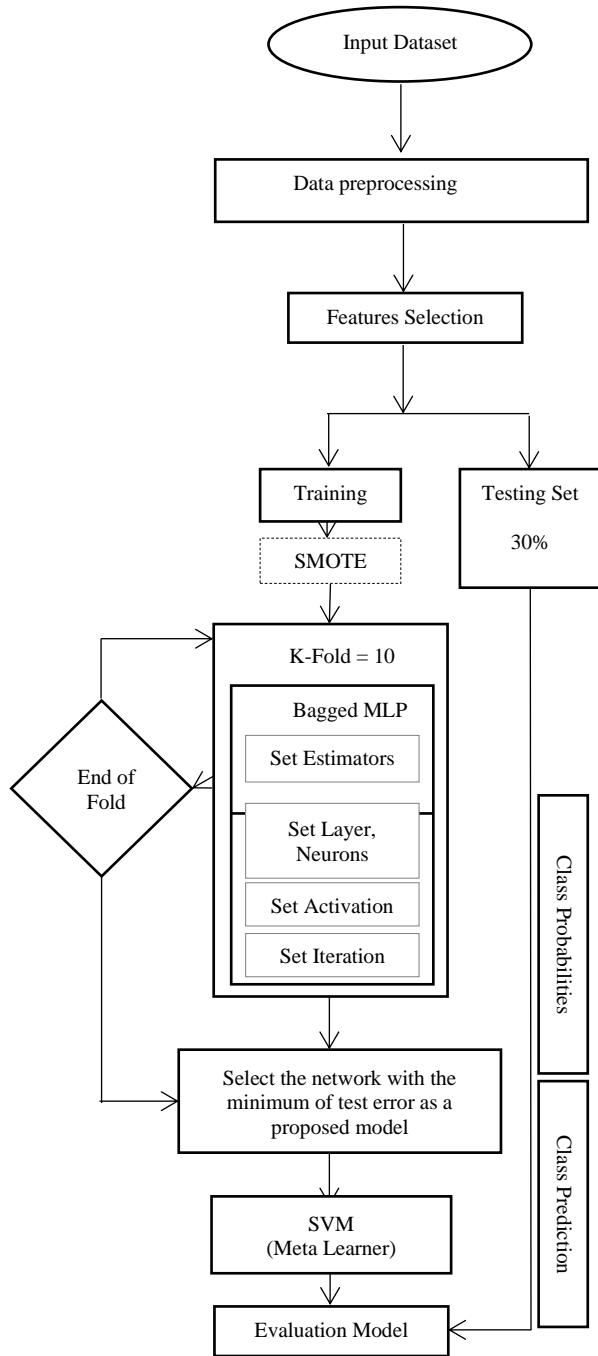 Input Dataset
Data preprocessing
Features Selection
Training
Testing Set
30%
SMOTE
K-Fold = 10
Bagged MLP
Set Estimators
End of
Fold
Set Layer,
Neurons
Set Activation
Set Iteration
Class Probabilities
Select the network with the
minimum of test error as a
proposed model
Class Prediction
SVM
(Meta Learner)
Evaluation Model